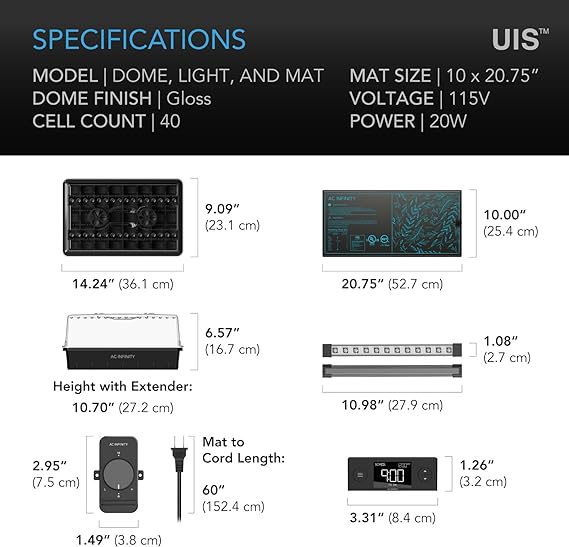 SPECIFICATIONS
UIS™
MODEL | DOME, LIGHT, AND MAT
DOME FINISH | Gloss
CELL COUNT | 40
MAT SIZE | 10 x 20.75”
VOLTAGE | 115V
POWER | 20W
9.09”
(23.1 cm)
14.24” (36.1 cm)
AC INFINITY
10.00”
(25.4 cm)
20.75” (52.7 cm)
AC INFINITY
6.57”
(16.7 cm)
Height with Extender:
10.70” (27.2 cm)
1.08”
(2.7 cm)
10.98” (27.9 cm)
AC INFINITY
2.95”
(7.5 cm)
1.49” (3.8 cm)
Mat to
Cord Length:
60”
(152.4 cm)
9:00
1.26”
(3.2 cm)
3.31” (8.4 cm)